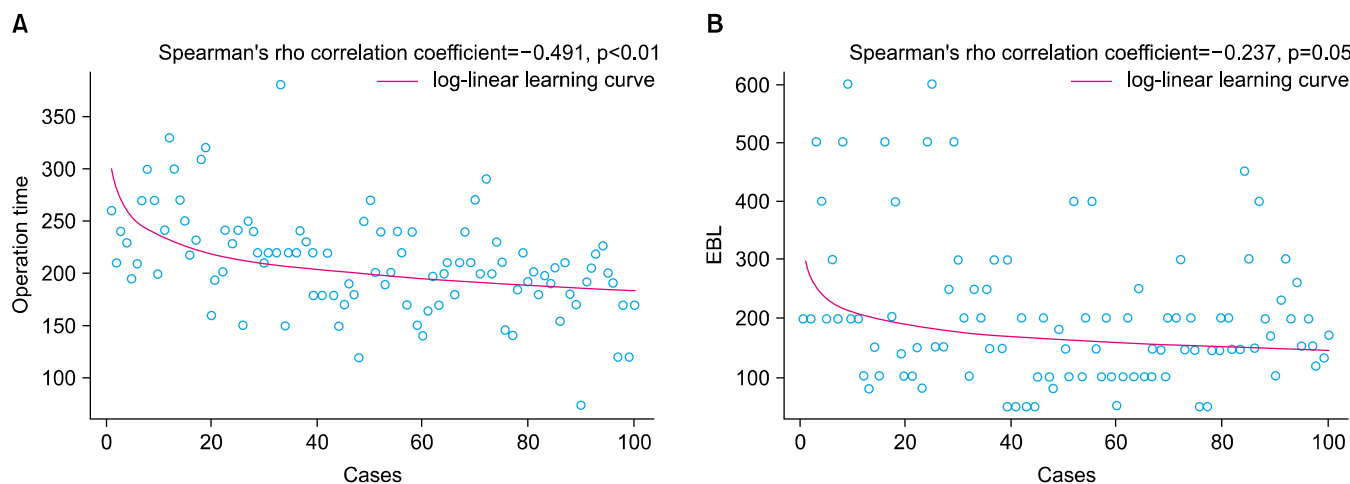 A
Spearman's rho correlation coefficient=−0.491, p<0.01
log-linear learning curve
350
300
250
200
150
100
Operation time
0 20 40 60 80 100
Cases
B
Spearman's rho correlation coefficient=−0.237, p=0.05
log-linear learning curve
600
500
400
300
200
100
EBL
0 20 40 60 80 100
Cases